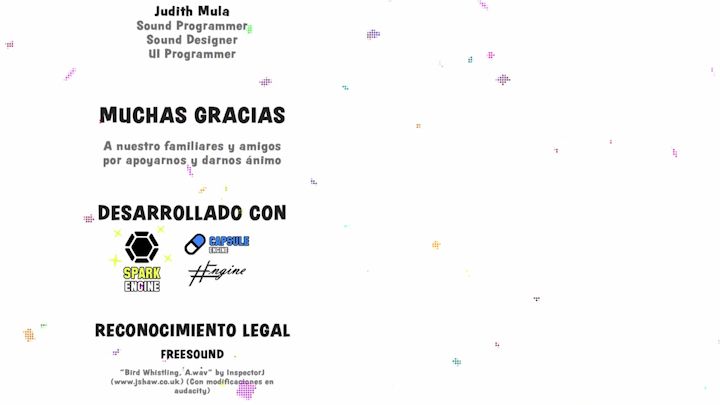 Judith Mula
Sound Programmer
Sound Designer
UI Programmer
MUCHAS GRACIAS
A nuestro familiares y amigos
por apoyarnos y darnos ánimo
DESARROLLADO CON
SPARK
ENGINE
CAPSULE
ENGINE
#Engine
RECONOCIMIENTO LEGAL
FREESOUND
"Bird Whistling, A.wav" by InspectorJ
(www.jshaw.co.uk) (Con modificaciones en
audacity)